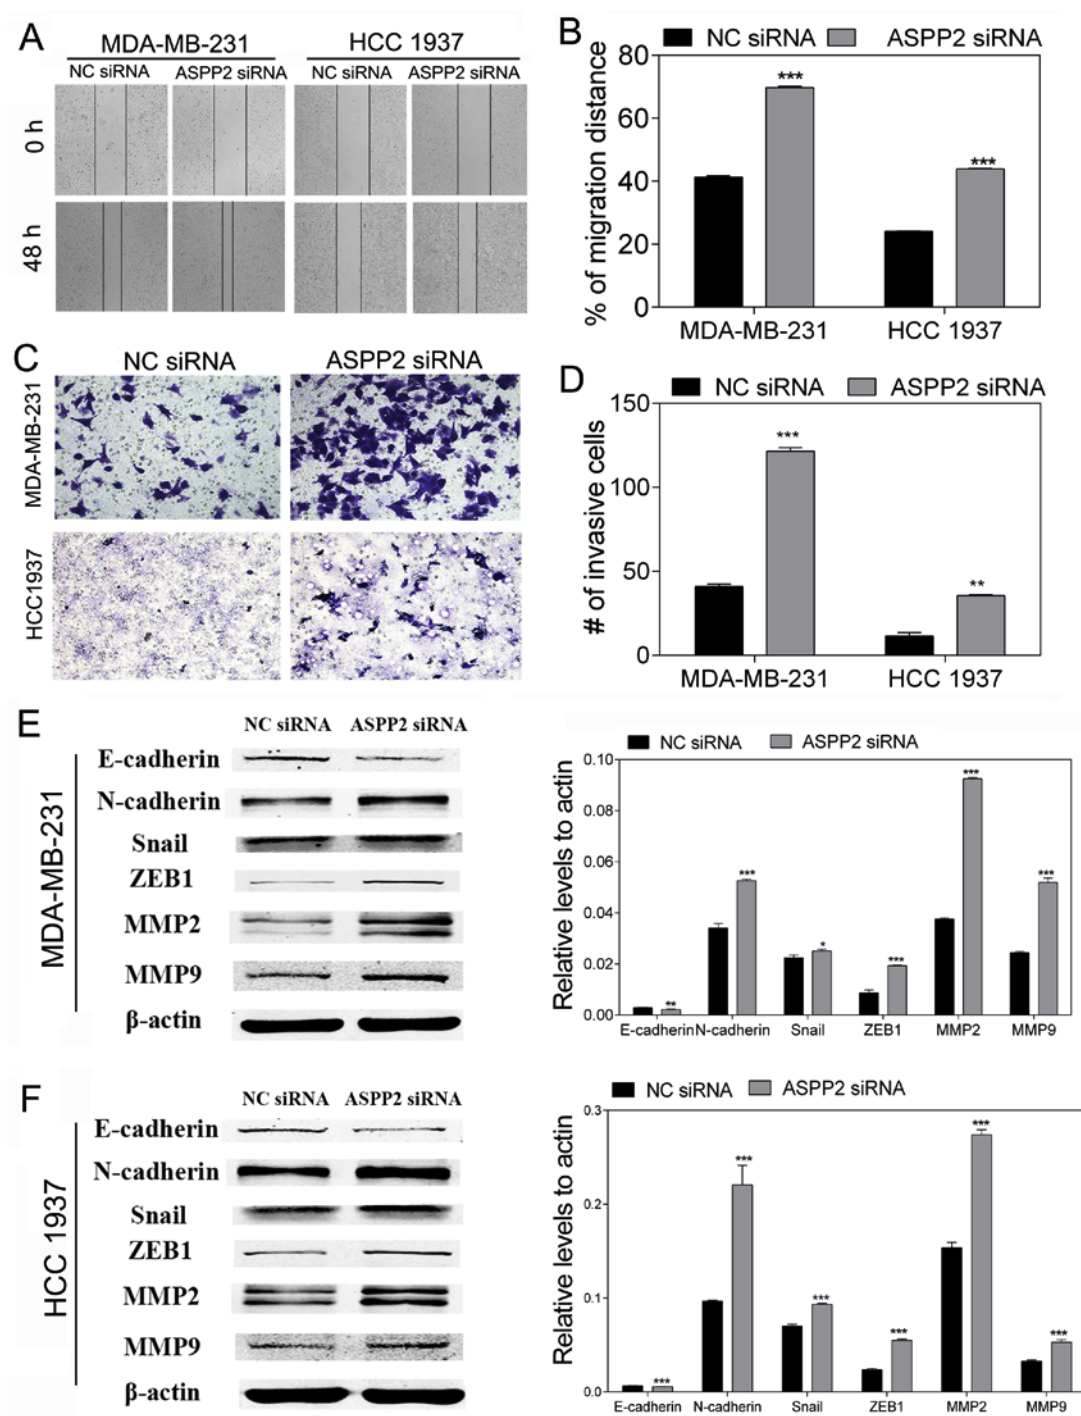 A
MDA-MB-231
HCC 1937
NC siRNA
ASPP2 siRNA
NC siRNA
ASPP2 siRNA
0 h
48 h
B
NC siRNA
ASPP2 siRNA
% of migration distance
80
60
40
20
0
***
***
MDA-MB-231
HCC 1937
C
NC siRNA
ASPP2 siRNA
MDA-MB-231
HCC1937
D
NC siRNA
ASPP2 siRNA
# of invasive cells
150
100
50
0
***
**
MDA-MB-231
HCC 1937
E
MDA-MB-231
NC siRNA
ASPP2 siRNA
E-cadherin
N-cadherin
Snail
ZEB1
MMP2
MMP9
β-actin
NC siRNA
ASPP2 siRNA
Relative levels to actin
0.10
0.08
0.06
0.04
0.02
0.00
**
***
*
***
***
***
E-cadherin
N-cadherin
Snail
ZEB1
MMP2
MMP9
F
HCC 1937
NC siRNA
ASPP2 siRNA
E-cadherin
N-cadherin
Snail
ZEB1
MMP2
MMP9
β-actin
NC siRNA
ASPP2 siRNA
Relative levels to actin
0.3
0.2
0.1
0.0
***
***
***
***
***
***
E-cadherin
N-cadherin
Snail
ZEB1
MMP2
MMP9